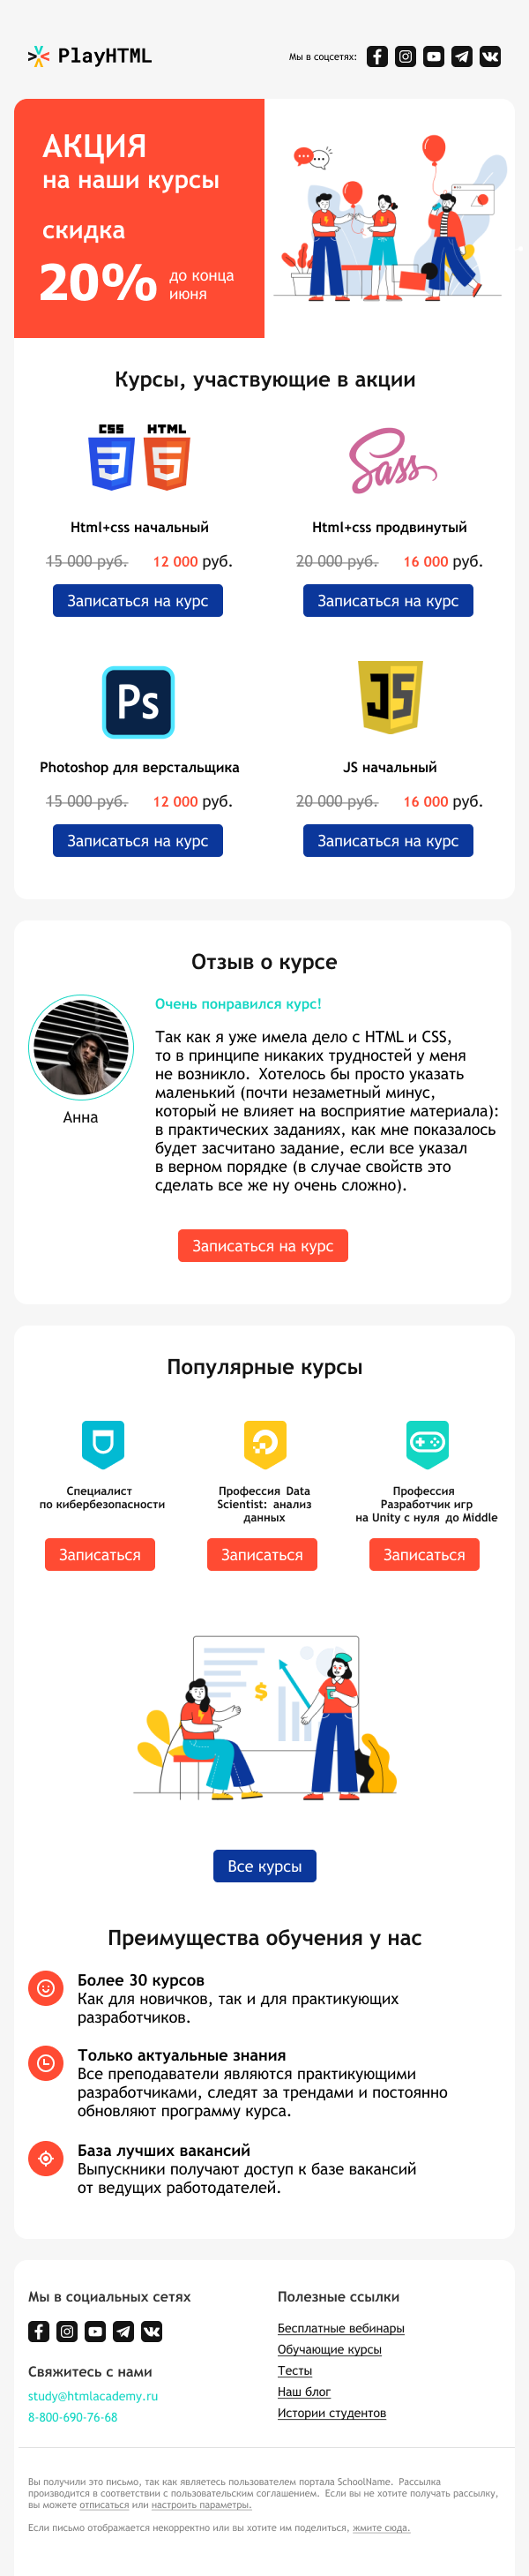 PlayHTML
Мы в соцсетях:
АКЦИЯ
на наши курсы
скидка
20% до конца
июня
Курсы, участвующие в акции
CSS HTML
Sass
Html+css начальный
Html+css продвинутый
15 000 руб. 12 000 руб.
20 000 руб. 16 000 руб.
Записаться на курс
Записаться на курс
Ps
JS
Photoshop для верстальщика
JS начальный
15 000 руб. 12 000 руб.
20 000 руб. 16 000 руб.
Записаться на курс
Записаться на курс
Отзыв о курсе
Анна
Очень понравился курс!
Так как я уже имела дело с HTML и CSS,
то в принципе никаких трудностей у меня
не возникло. Хотелось бы просто указать
маленький (почти незаметный минус,
который не влияет на восприятие материала):
в практических заданиях, как мне показалось
будет засчитано задание, если все указал
в верном порядке (в случае свойств это
сделать все же ну очень сложно).
Записаться на курс
Популярные курсы
Специалист
по кибербезопасности
Профессия Data
Scientist: анализ
данных
Профессия
Разработчик игр
на Unity с нуля до Middle
Записаться
Записаться
Записаться
$
Все курсы
Преимущества обучения у нас
Более 30 курсов
Как для новичков, так и для практикующих
разработчиков.
Только актуальные знания
Все преподаватели являются практикующими
разработчиками, следят за трендами и постоянно
обновляют программу курса.
База лучших вакансий
Выпускники получают доступ к базе вакансий
от ведущих работодателей.
Мы в социальных сетях
Свяжитесь с нами
study@htmlacademy.ru
8-800-690-76-68
Полезные ссылки
Бесплатные вебинары
Обучающие курсы
Тесты
Наш блог
Истории студентов
Вы получили это письмо, так как являетесь пользователем портала SchoolName. Рассылка
производится в соответствии с пользовательским соглашением. Если вы не хотите получать рассылку,
вы можете отписаться или настроить параметры.
Если письмо отображается некорректно или вы хотите им поделиться, жмите сюда.